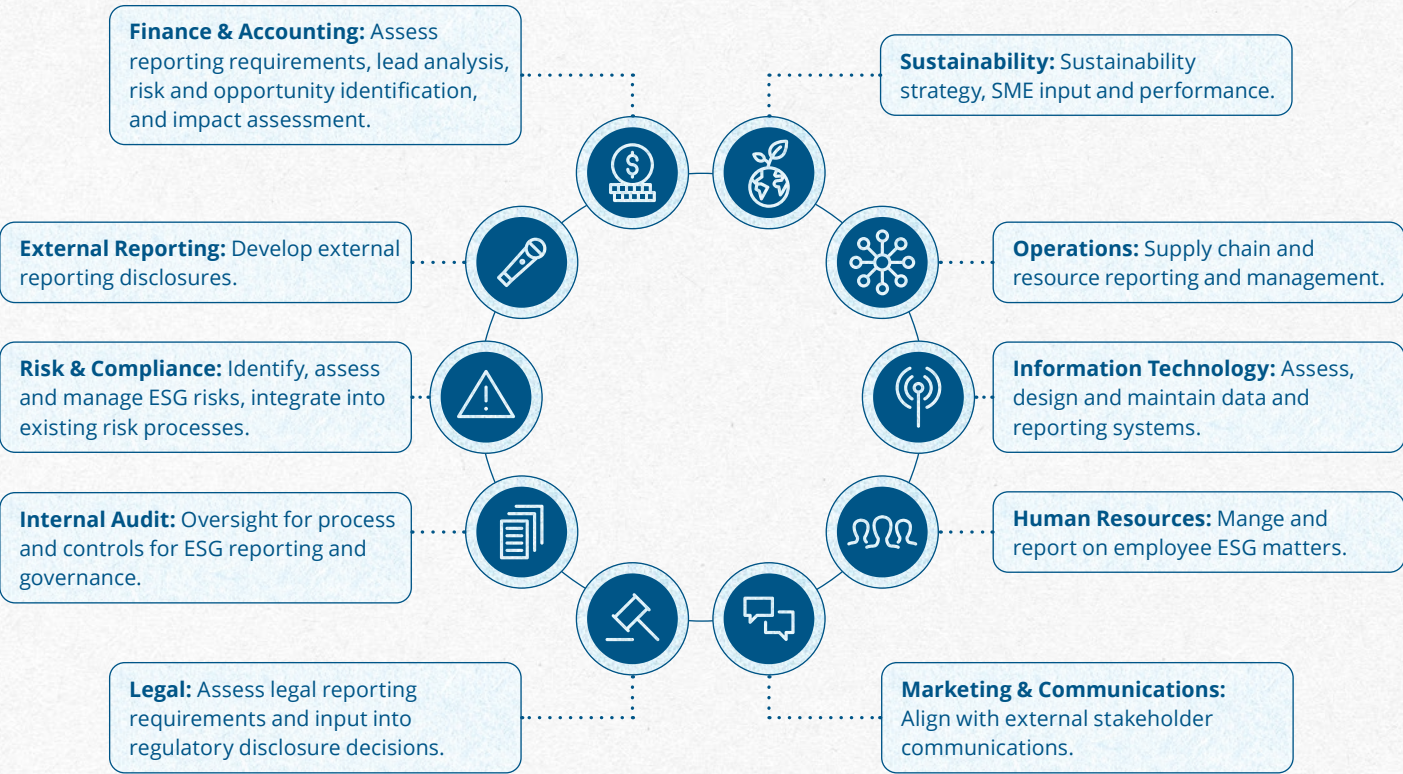 Finance & Accounting: Assess
reporting requirements, lead analysis,
risk and opportunity identification,
and impact assessment.
Sustainability: Sustainability
strategy, SME input and performance.
$
External Reporting: Develop external
reporting disclosures.
Operations: Supply chain and
resource reporting and management.
Risk & Compliance: Identify, assess
and manage ESG risks, integrate into
existing risk processes.
Information Technology: Assess,
design and maintain data and
reporting systems.
Internal Audit: Oversight for process
and controls for ESG reporting and
governance.
Human Resources: Mange and
report on employee ESG matters.
Legal: Assess legal reporting
requirements and input into
regulatory disclosure decisions.
Marketing & Communications:
Align with external stakeholder
communications.